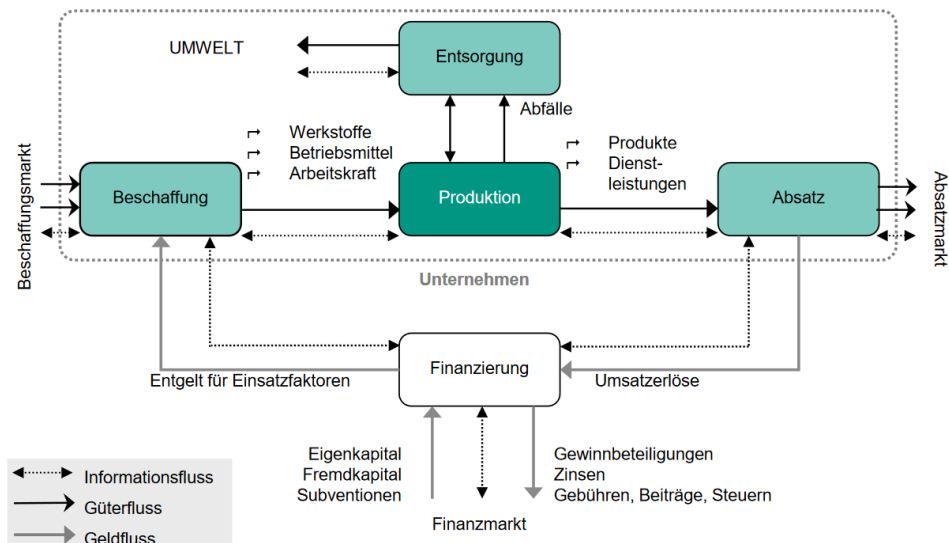 UMWELT
Entsorgung
Abfälle
Werkstoffe
Betriebsmittel
Arbeitskraft
Produkte
Dienst-
leistungen
Beschaffungsmarkt
Beschaffung
Produktion
Absatz
Absatzmarkt
Unternehmen
Finanzierung
Entgelt für Einsatzfaktoren
Umsatzerlöse
Eigenkapital
Fremdkapital
Subventionen
Gewinnbeteiligungen
Zinsen
Gebühren, Beiträge, Steuern
Finanzmarkt
Informationsfluss
Güterfluss
Geldfluss